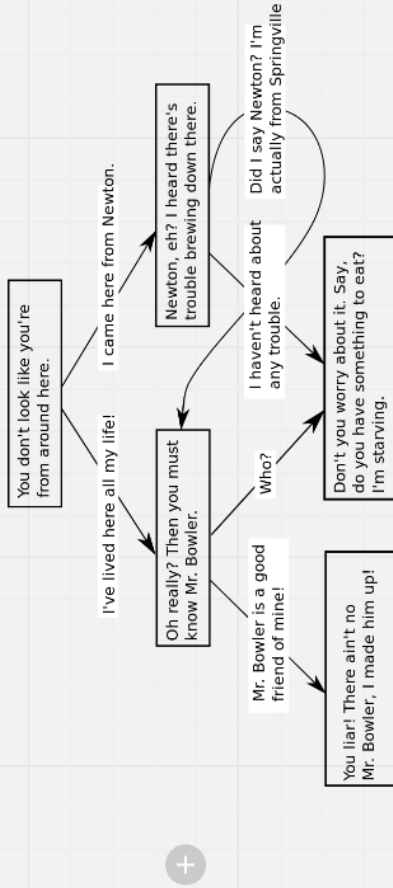 You don't look like you're
from around here.
I've lived here all my life!
I came here from Newton.
Oh really? Then you must
know Mr. Bowler.
Newton, eh? I heard there's
trouble brewing down there.
Mr. Bowler is a good
friend of mine!
Who?
I haven't heard about
any trouble.
Did I say Newton? I'm
actually from Springville
You liar! There ain't no
Mr. Bowler, I made him up!
Don't you worry about it. Say,
do you have something to eat?
I'm starving.